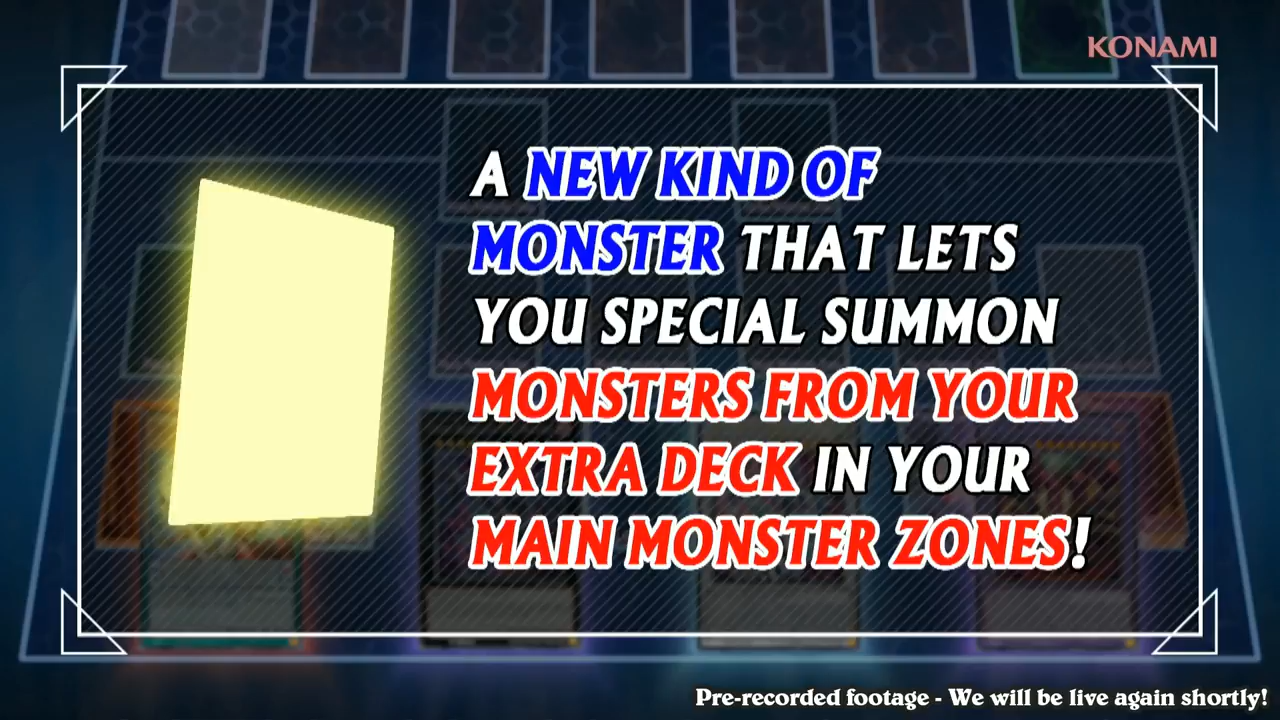 KONAMI
A NEW KIND OF
MONSTER THAT LETS
YOU SPECIAL SUMMON
MONSTERS FROM YOUR
EXTRA DECK IN YOUR
MAIN MONSTER ZONES!
Pre-recorded footage - We will be live again shortly!